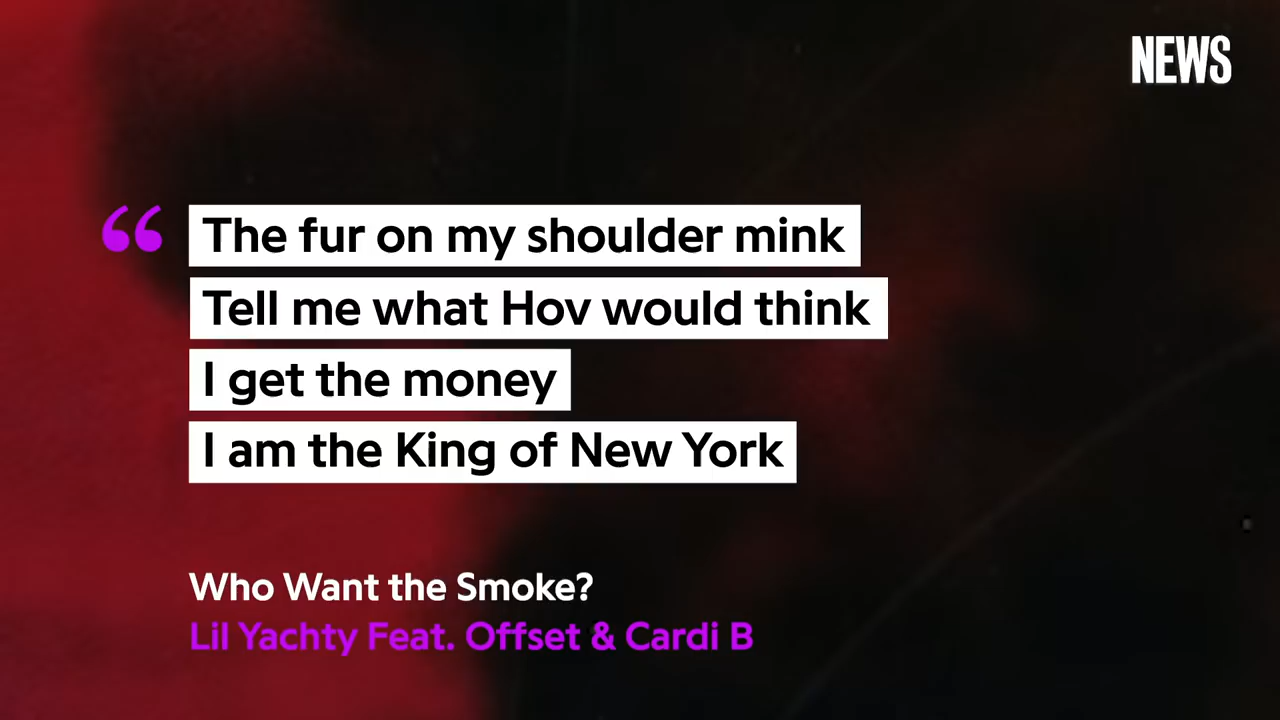 NEWS
“
The fur on my shoulder mink
Tell me what Hov would think
I get the money
I am the King of New York
Who Want the Smoke?
Lil Yachty Feat. Offset & Cardi B